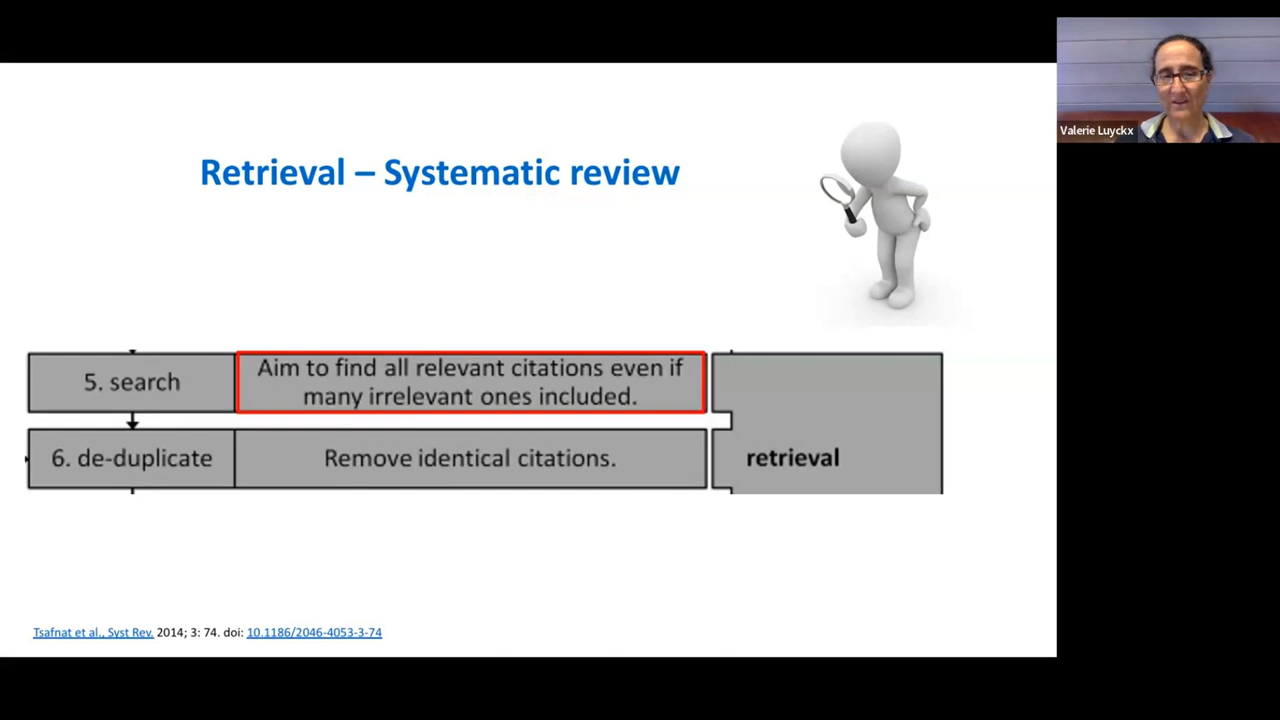 Valerie Luyckx
Retrieval – Systematic review
5. search
Aim to find all relevant citations even if
many irrelevant ones included.
6. de-duplicate
Remove identical citations.
retrieval
Tsafnat et al., Syst Rev. 2014; 3: 74. doi: 10.1186/2046-4053-3-74